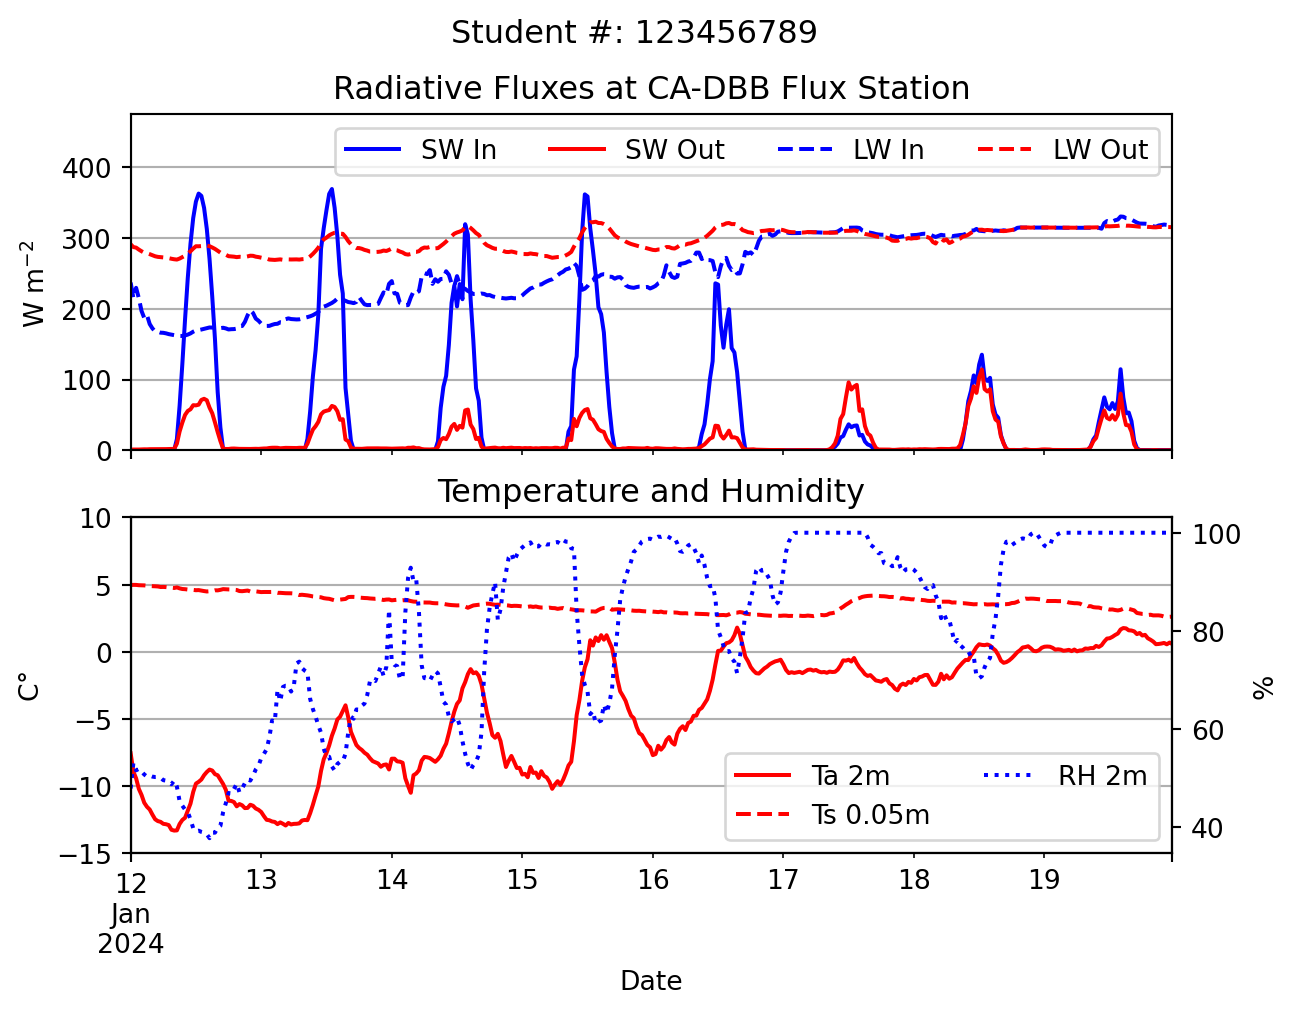 Student #: 123456789
Radiative Fluxes at CA-DBB Flux Station
SW In SW Out LW In LW Out
400
300
200
100
0
W m⁻²
Temperature and Humidity
10
5
0
−5
−10
−15
C°
100
80
60
40
%
Ta 2m RH 2m
Ts 0.05m
12 13 14 15 16 17 18 19
Jan
2024
Date